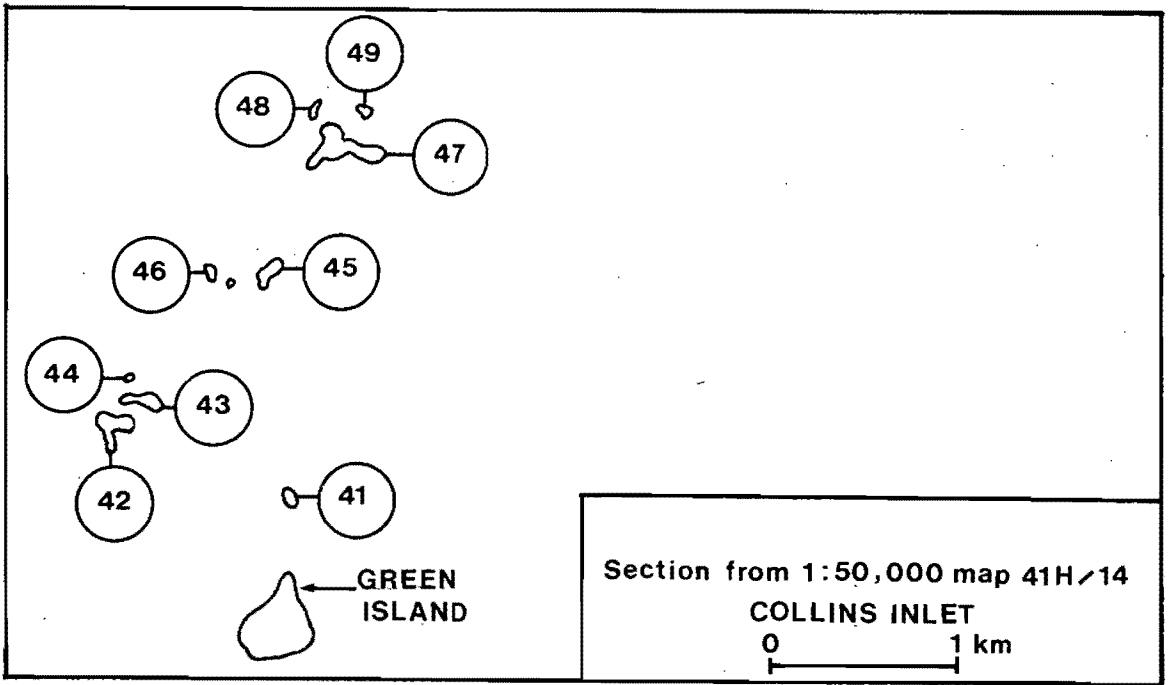 49
48
47
46
45
44
43
42
41
GREEN
ISLAND
Section from 1:50,000 map 41H/14
COLLINS INLET
0 1 km